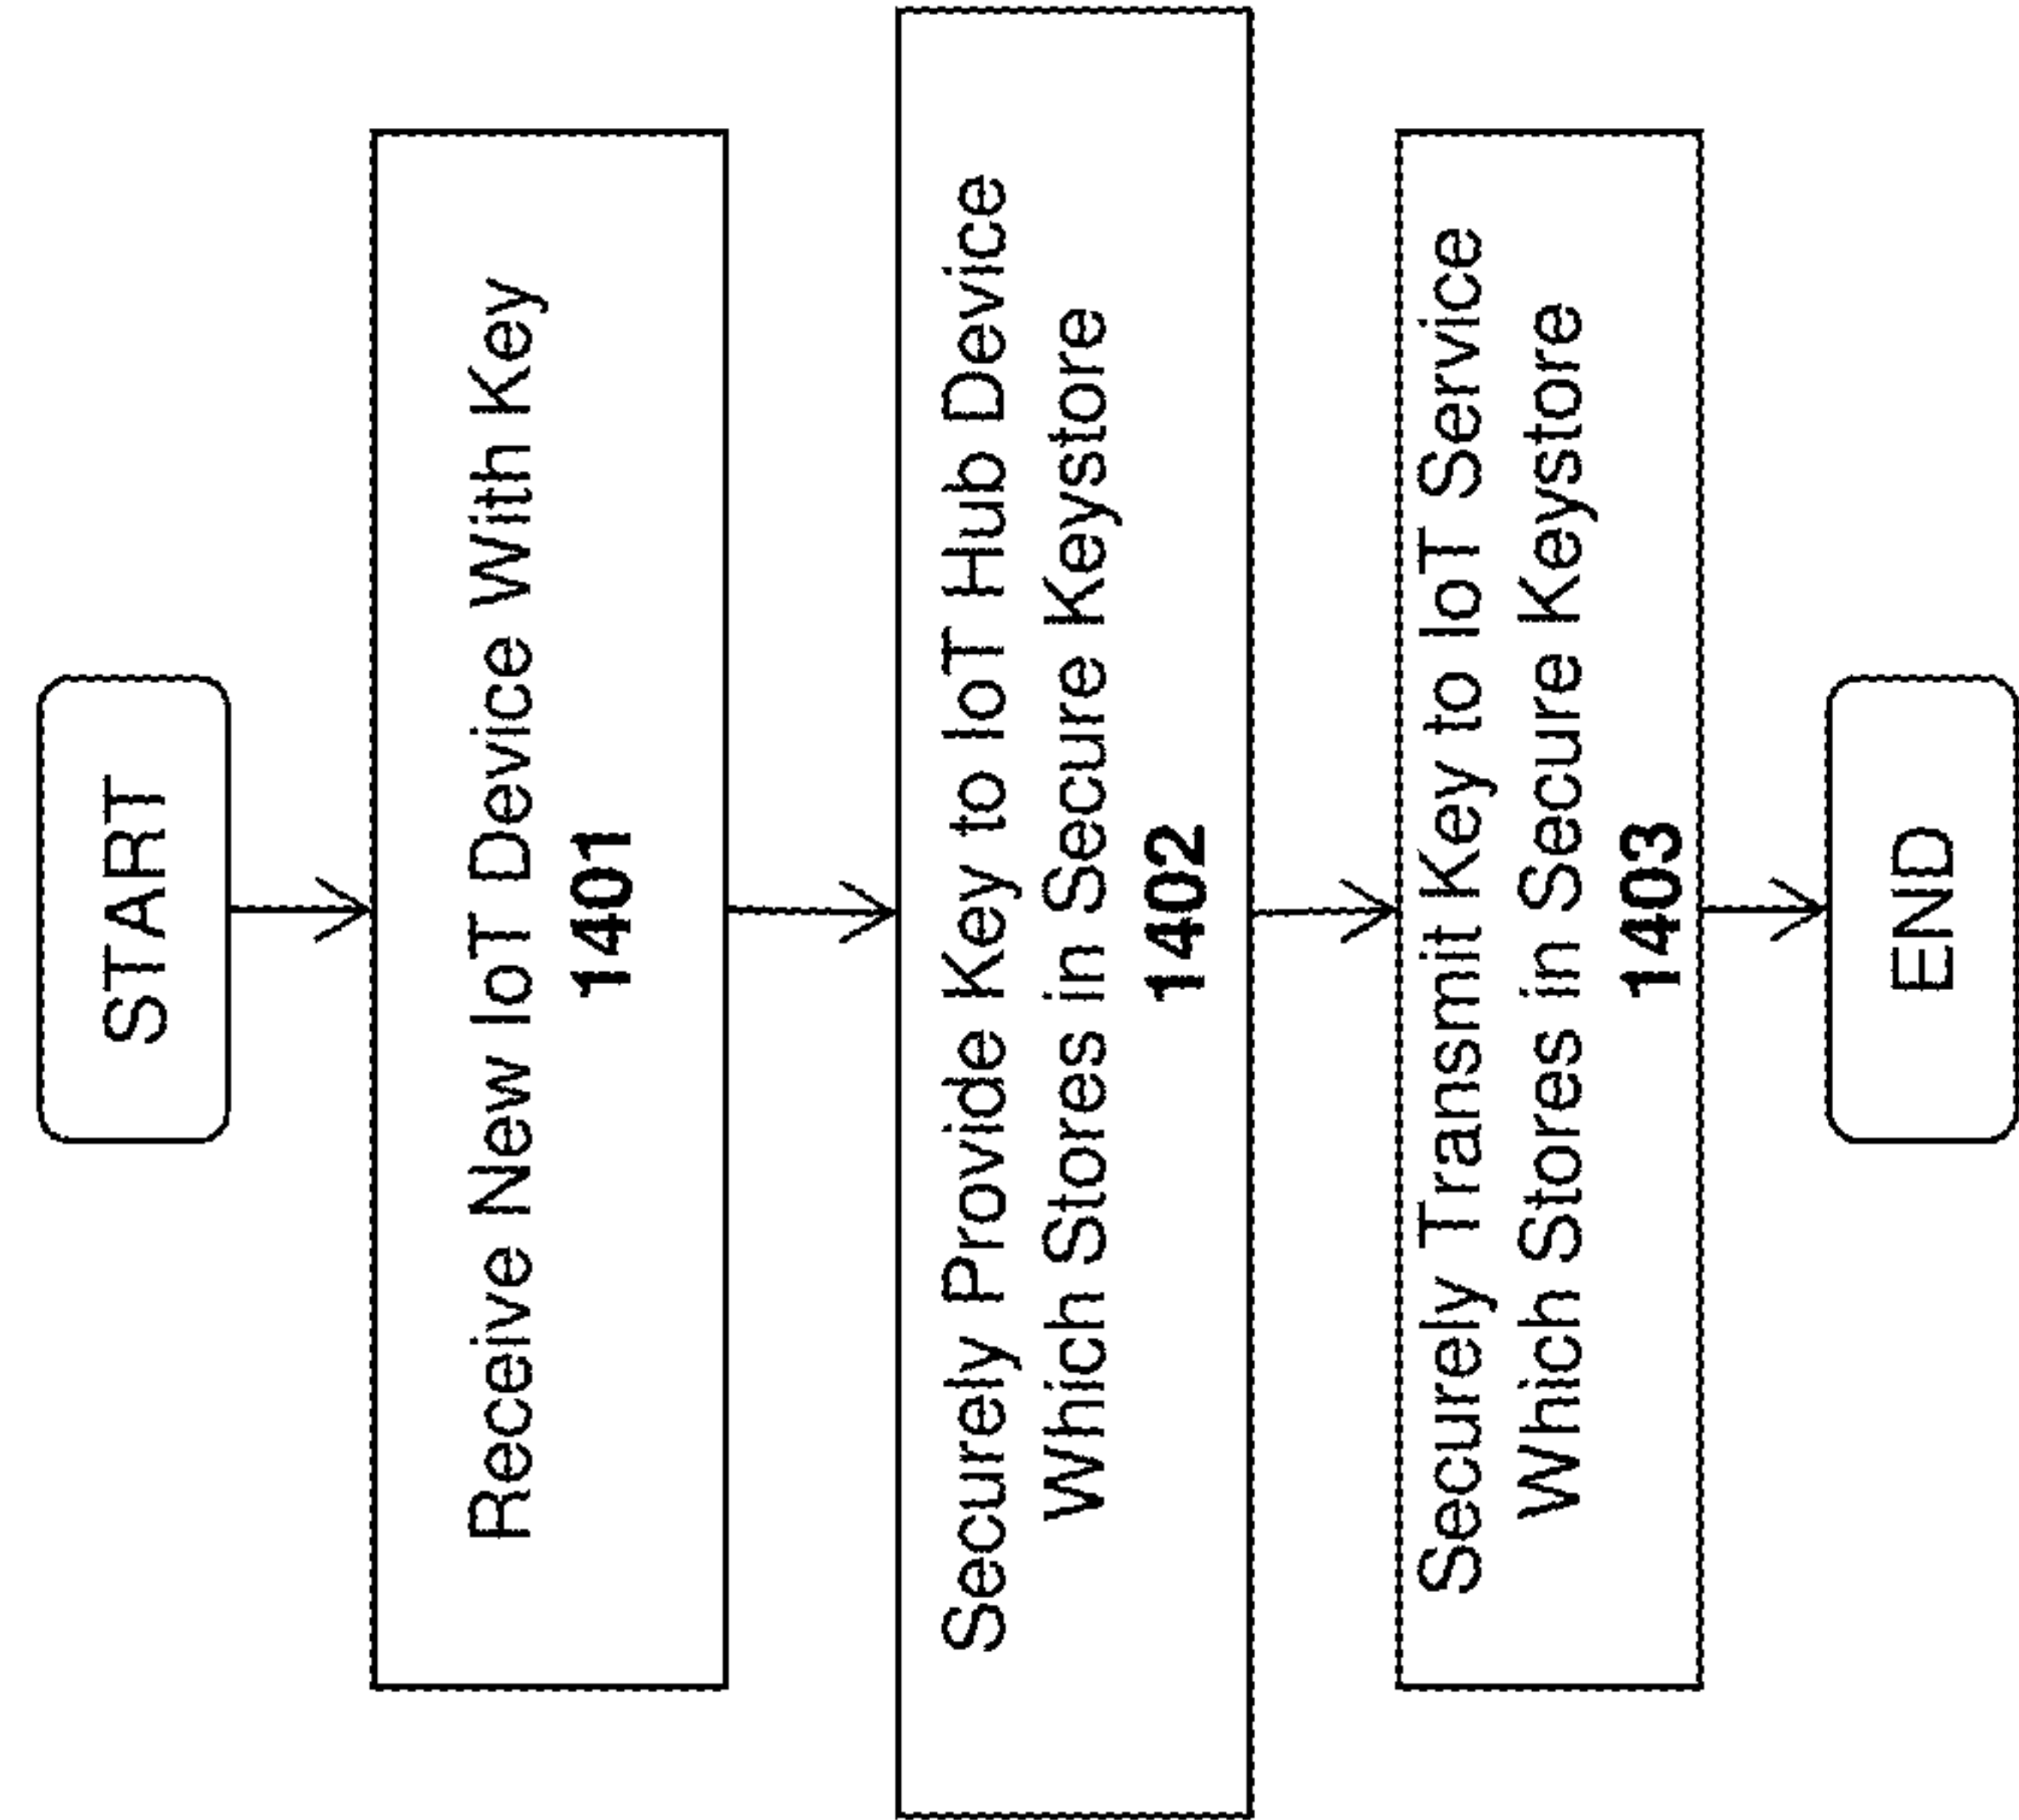 START
Receive New IoT Device With Key
1401
Securely Provide Key to IoT Hub Device
Which Stores in Secure Keystore
1402
Securely Transmit Key to IoT Service
Which Stores in Secure Keystore
1403
END